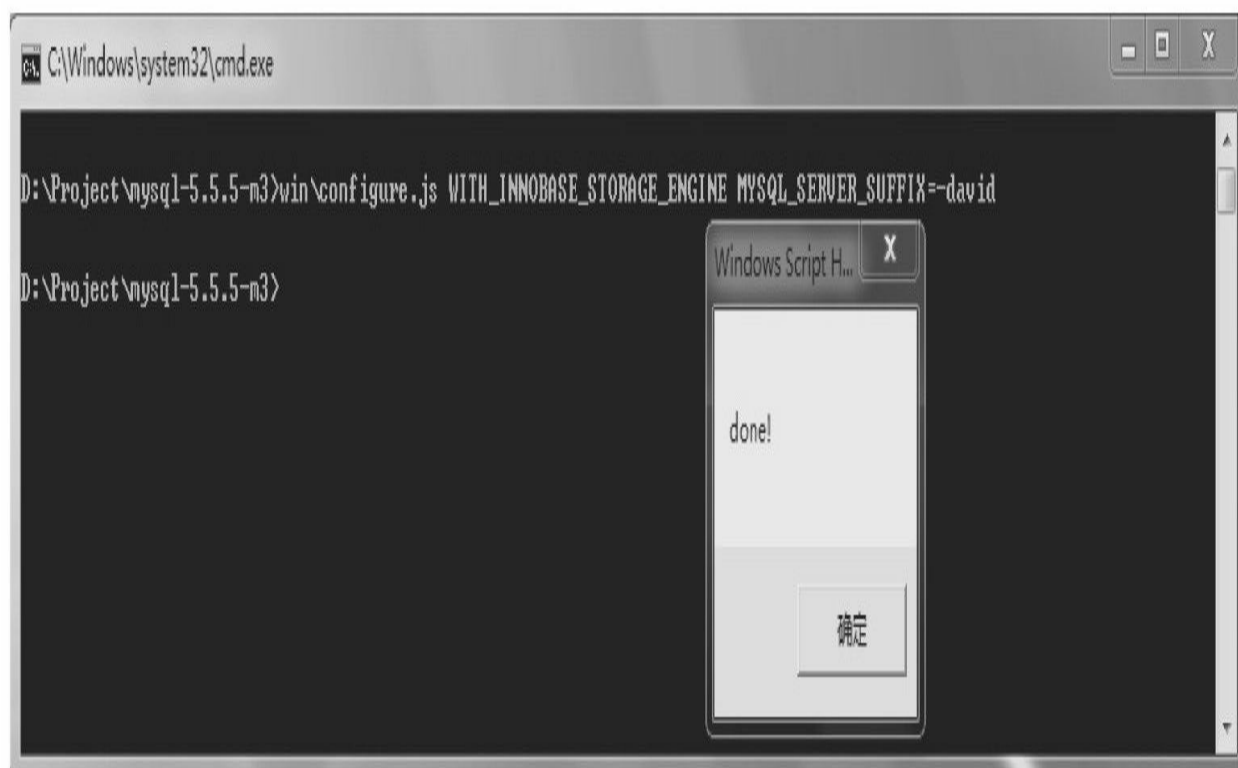 C:\Windows\system32\cmd.exe
D:\Project\mysql-5.5.5-m3>win\configure.js WITH_INNOBASE_STORAGE_ENGINE MYSQL_SERVER_SUFFIX=-david
D:\Project\mysql-5.5.5-m3>
Windows Script H...
done!
确定